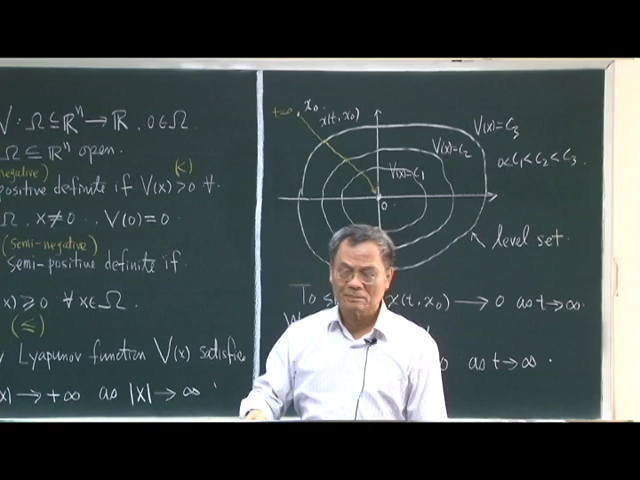 V : Ω ⊆ ℝⁿ → ℝ, 0 ∈ Ω
Ω ⊆ ℝⁿ open.
negative) (<)
positive definite if V(x) > 0 ∀
Ω, x ≠ 0 . V(0) = 0
(semi-negative)
semi-positive definite if
x) ≥ 0 ∀ x ∈ Ω
(≤)
Lyapunov function V(x) satisfies
x) → +∞ as |x| → ∞
t=0 x₀
x(t, x₀)
V(x) = C₃
V(x) = C₂
V(x) = C₁
0 < C₁ < C₂ < C₃
0
level set
To x(t, x₀) → 0 as t → ∞
as t → ∞ .